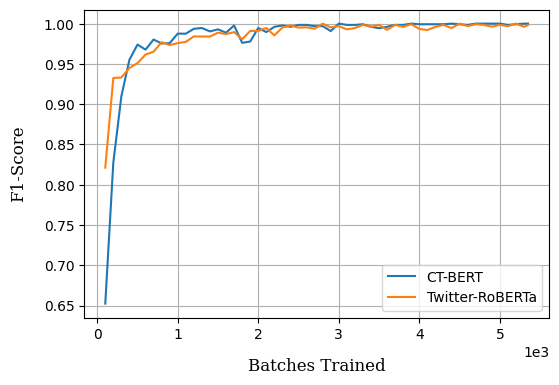 1.00
0.95
0.90
0.85
0.80
0.75
0.70
0.65
F1-Score
CT-BERT
Twitter-RoBERTa
0 1 2 3 4 5
1e3
Batches Trained